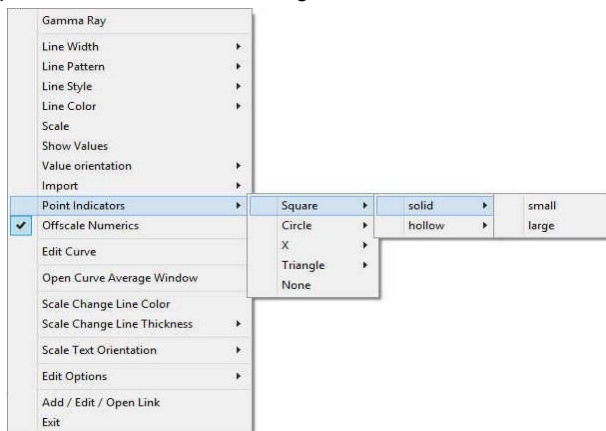 Gamma Ray
Line Width
Line Pattern
Line Style
Line Color
Scale
Show Values
Value orientation
Import
Point Indicators
Offscale Numerics
Edit Curve
Open Curve Average Window
Scale Change Line Color
Scale Change Line Thickness
Scale Text Orientation
Edit Options
Add / Edit / Open Link
Exit
Square
Circle
X
Triangle
None
solid
hollow
small
large